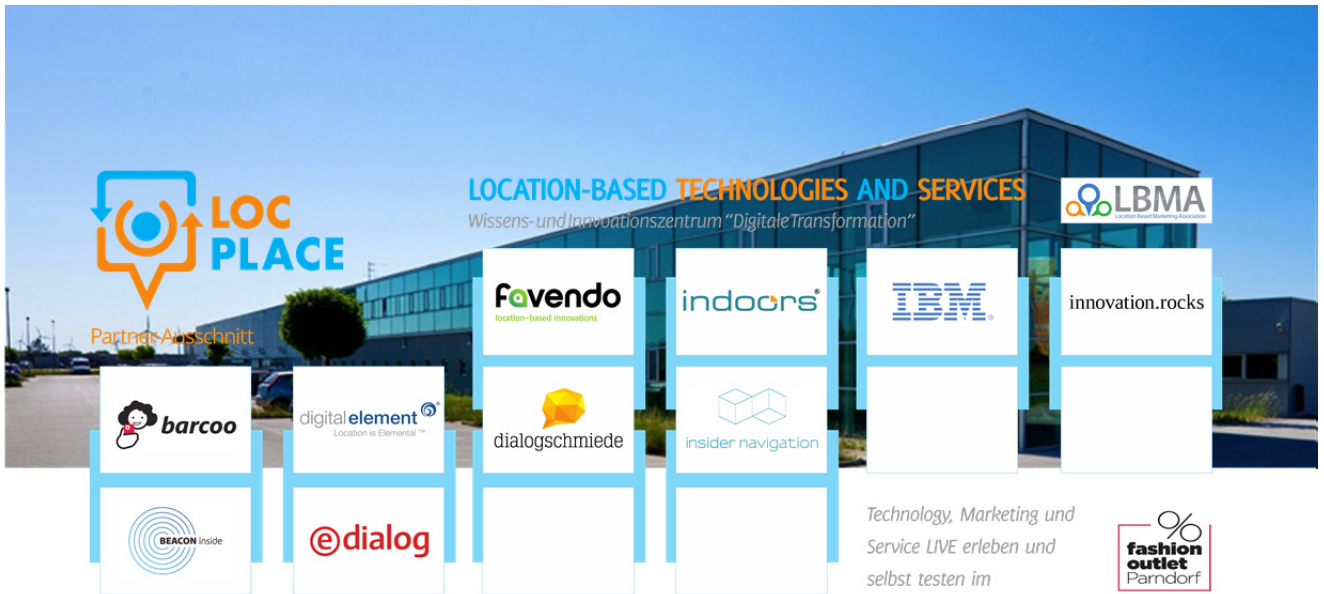 LOC
PLACE
Partner-Ausschnitt
LOCATION-BASED TECHNOLOGIES AND SERVICES
Wissens- und Innvoationszentrum "Digitale Transformation"
LBMA
Location Based Marketing Association
favendo
location-based innovations
indoors®
IBM®
innovation.rocks
barcoo
digital element
Location is Elemental ™
dialogschmiede
insider navigation
BEACON inside
edialog
Technology, Marketing und
Service LIVE erleben und
selbst testen im
%
fashion
outlet
Parndorf